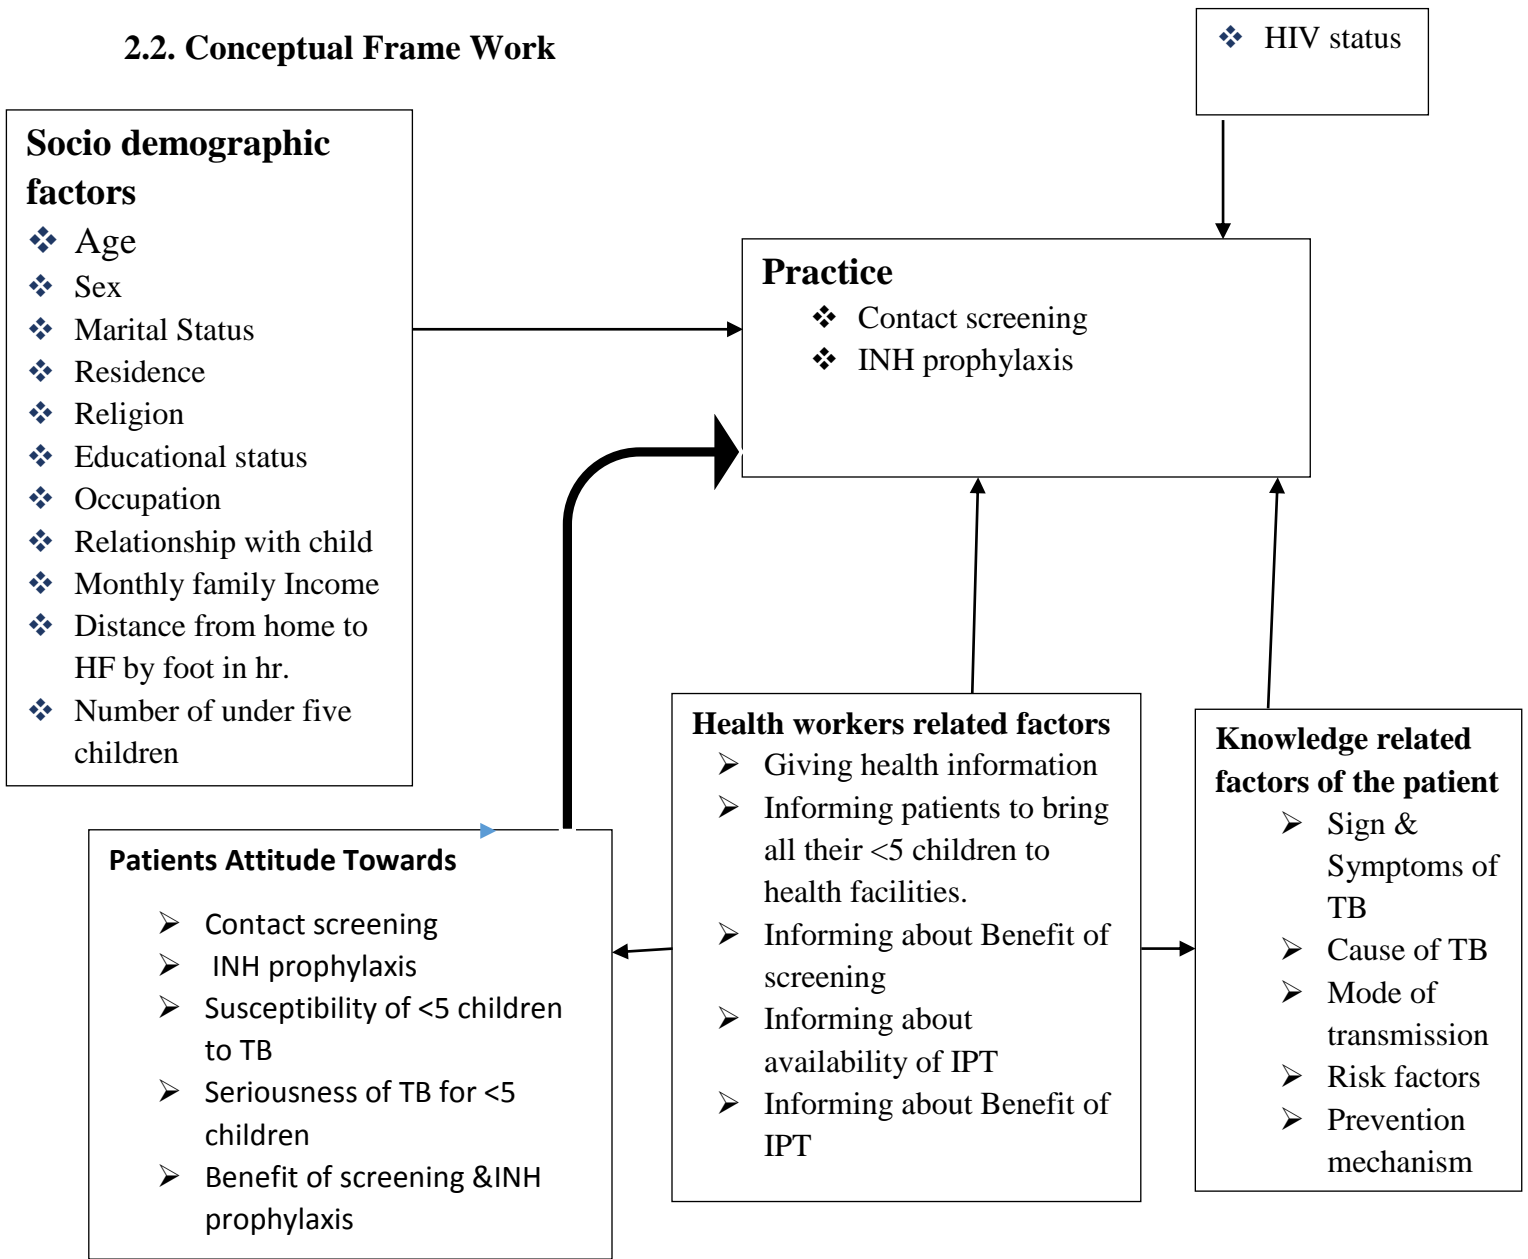 2.2. Conceptual Frame Work
❖ HIV status
Socio demographic
factors
❖ Age
❖ Sex
❖ Marital Status
❖ Residence
❖ Religion
❖ Educational status
❖ Occupation
❖ Relationship with child
❖ Monthly family Income
❖ Distance from home to
HF by foot in hr.
❖ Number of under five
children
Practice
❖ Contact screening
❖ INH prophylaxis
Patients Attitude Towards
➢ Contact screening
➢ INH prophylaxis
➢ Susceptibility of <5 children
to TB
➢ Seriousness of TB for <5
children
➢ Benefit of screening &INH
prophylaxis
Health workers related factors
➢ Giving health information
➢ Informing patients to bring
all their <5 children to
health facilities.
➢ Informing about Benefit of
screening
➢ Informing about
availability of IPT
➢ Informing about Benefit of
IPT
Knowledge related
factors of the patient
➢ Sign &
Symptoms of
TB
➢ Cause of TB
➢ Mode of
transmission
➢ Risk factors
➢ Prevention
mechanism